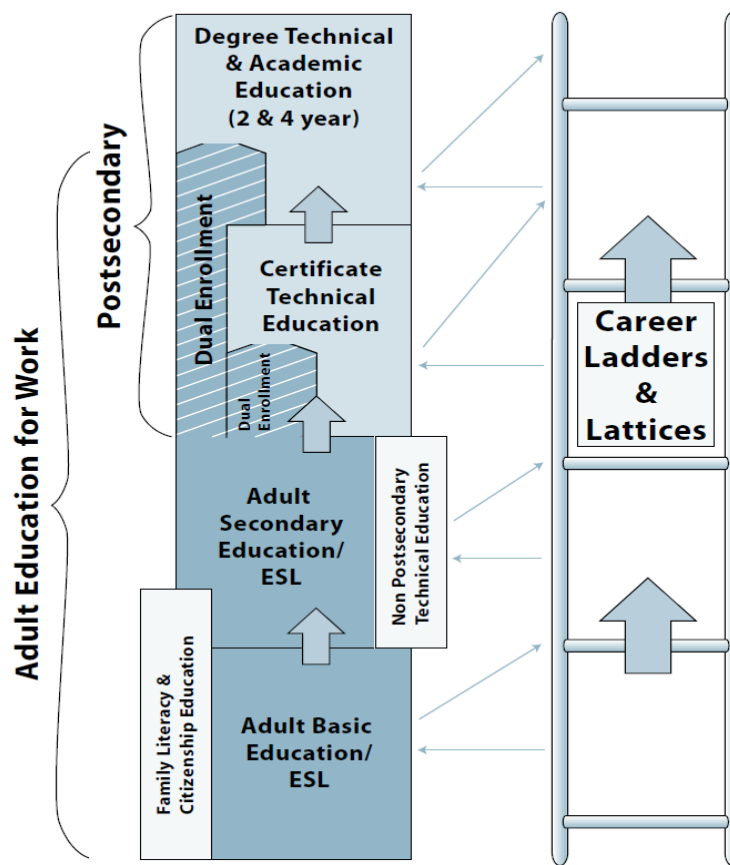 Degree Technical
& Academic
Education
(2 & 4 year)
Postsecondary
Dual Enrollment
Certificate
Technical
Education
Dual
Enrollment
Career
Ladders
&
Lattices
Adult Education for Work
Adult
Secondary
Education/
ESL
Non Postsecondary
Technical Education
Family Literacy &
Citizenship Education
Adult Basic
Education/
ESL